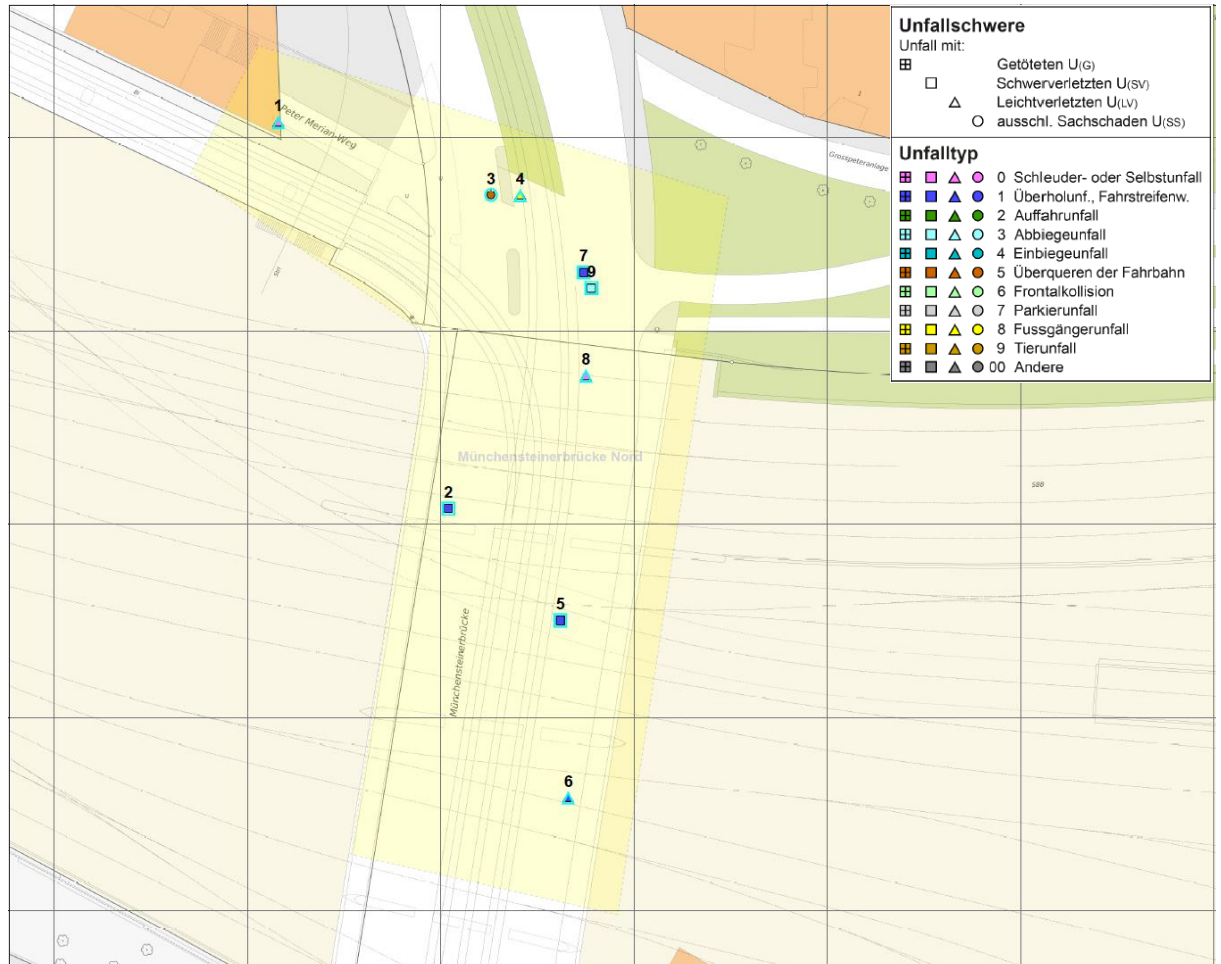 Unfallschwere
Unfall mit:
Getöteten U(G)
Schwerverletzten U(SV)
Leichtverletzten U(LV)
ausschl. Sachschaden U(SS)
Unfalltyp
0 Schleuder- oder Selbstunfall
1 Überholunf., Fahrstreifenw.
2 Auffahrunfall
3 Abbiegeunfall
4 Einbiegeunfall
5 Überqueren der Fahrbahn
6 Frontalkollision
7 Parkierunfall
8 Fussgängerunfall
9 Tierunfall
00 Andere
1
Peter Merian-Weg
3
4
Grosspeteranlage
7
9
8
Münchensteinerbrücke Nord
SBB
2
5
Münchensteinerbrücke
6